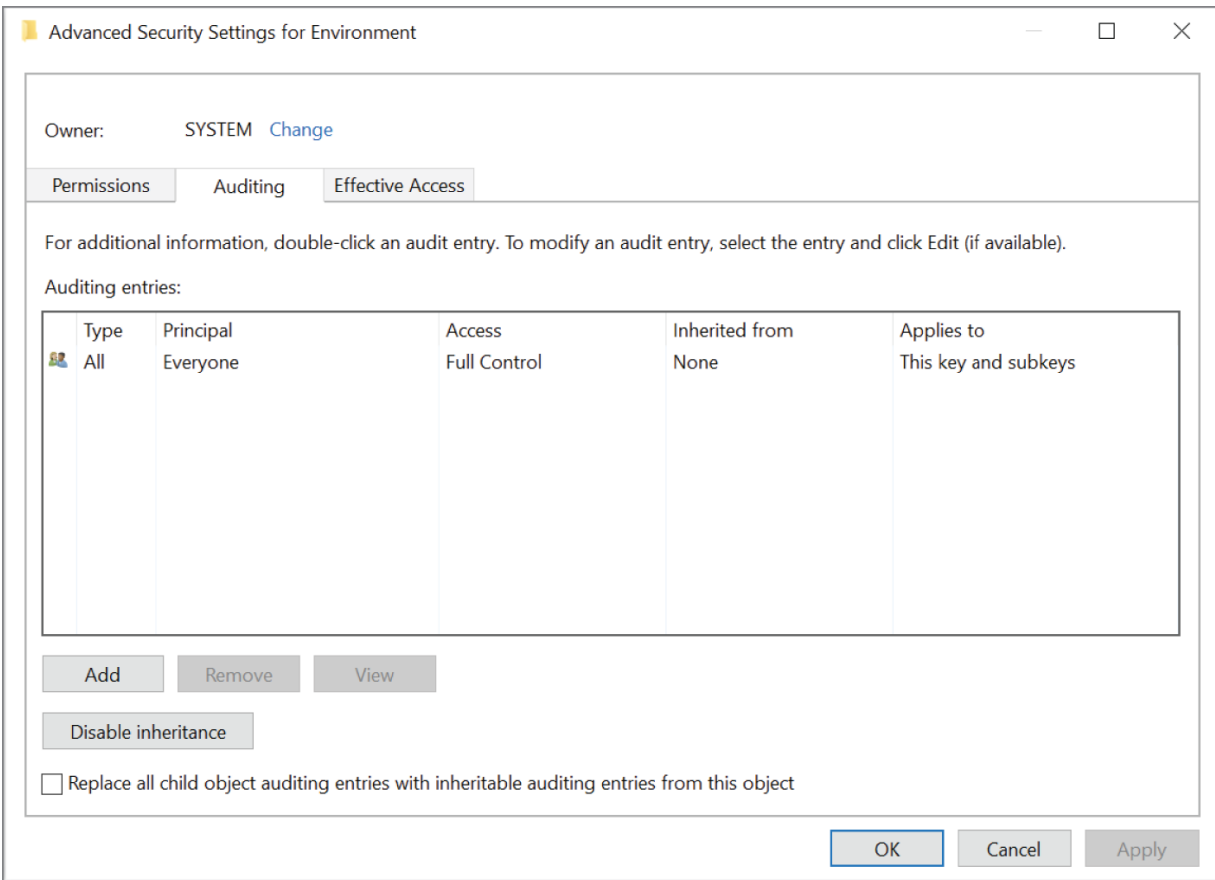 Advanced Security Settings for Environment
Owner: SYSTEM Change
Permissions Auditing Effective Access
For additional information, double-click an audit entry. To modify an audit entry, select the entry and click Edit (if available).
Auditing entries:
Type Principal Access Inherited from Applies to
All Everyone Full Control None This key and subkeys
Add Remove View
Disable inheritance
Replace all child object auditing entries with inheritable auditing entries from this object
OK Cancel Apply